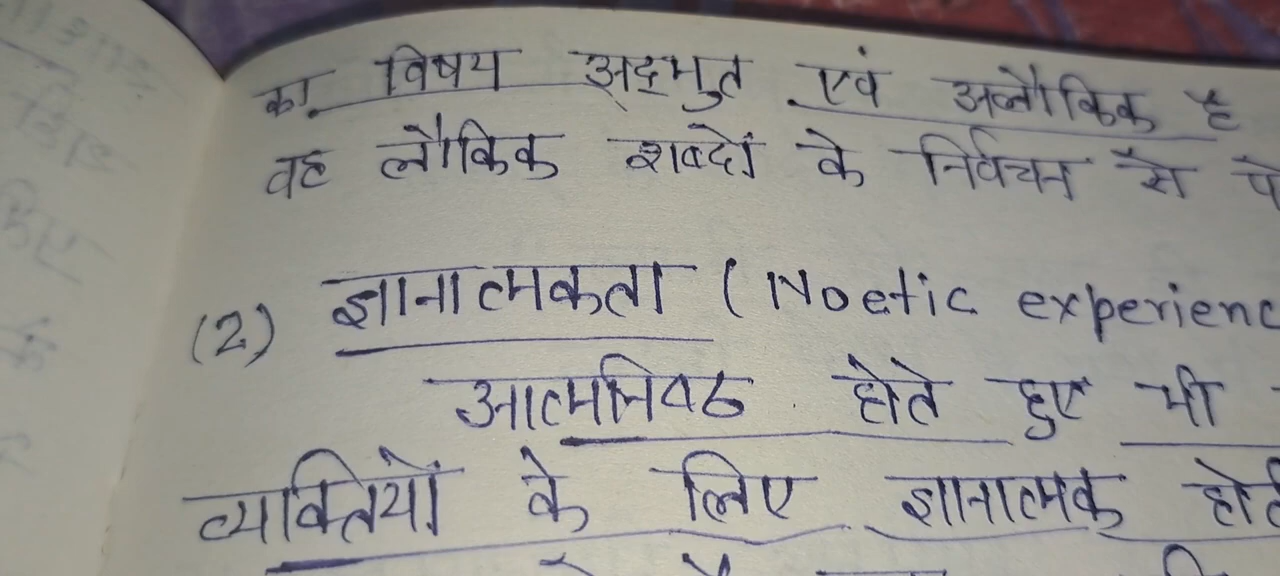 का विषय अद्भुत एवं अलौकिक है
वह लौकिक शब्दों के निर्वचन से
(2) ज्ञानात्मकता (Noetic experienc
आत्मनिष्ठ होते हुए भी
व्यक्तियों के लिए ज्ञानात्मक